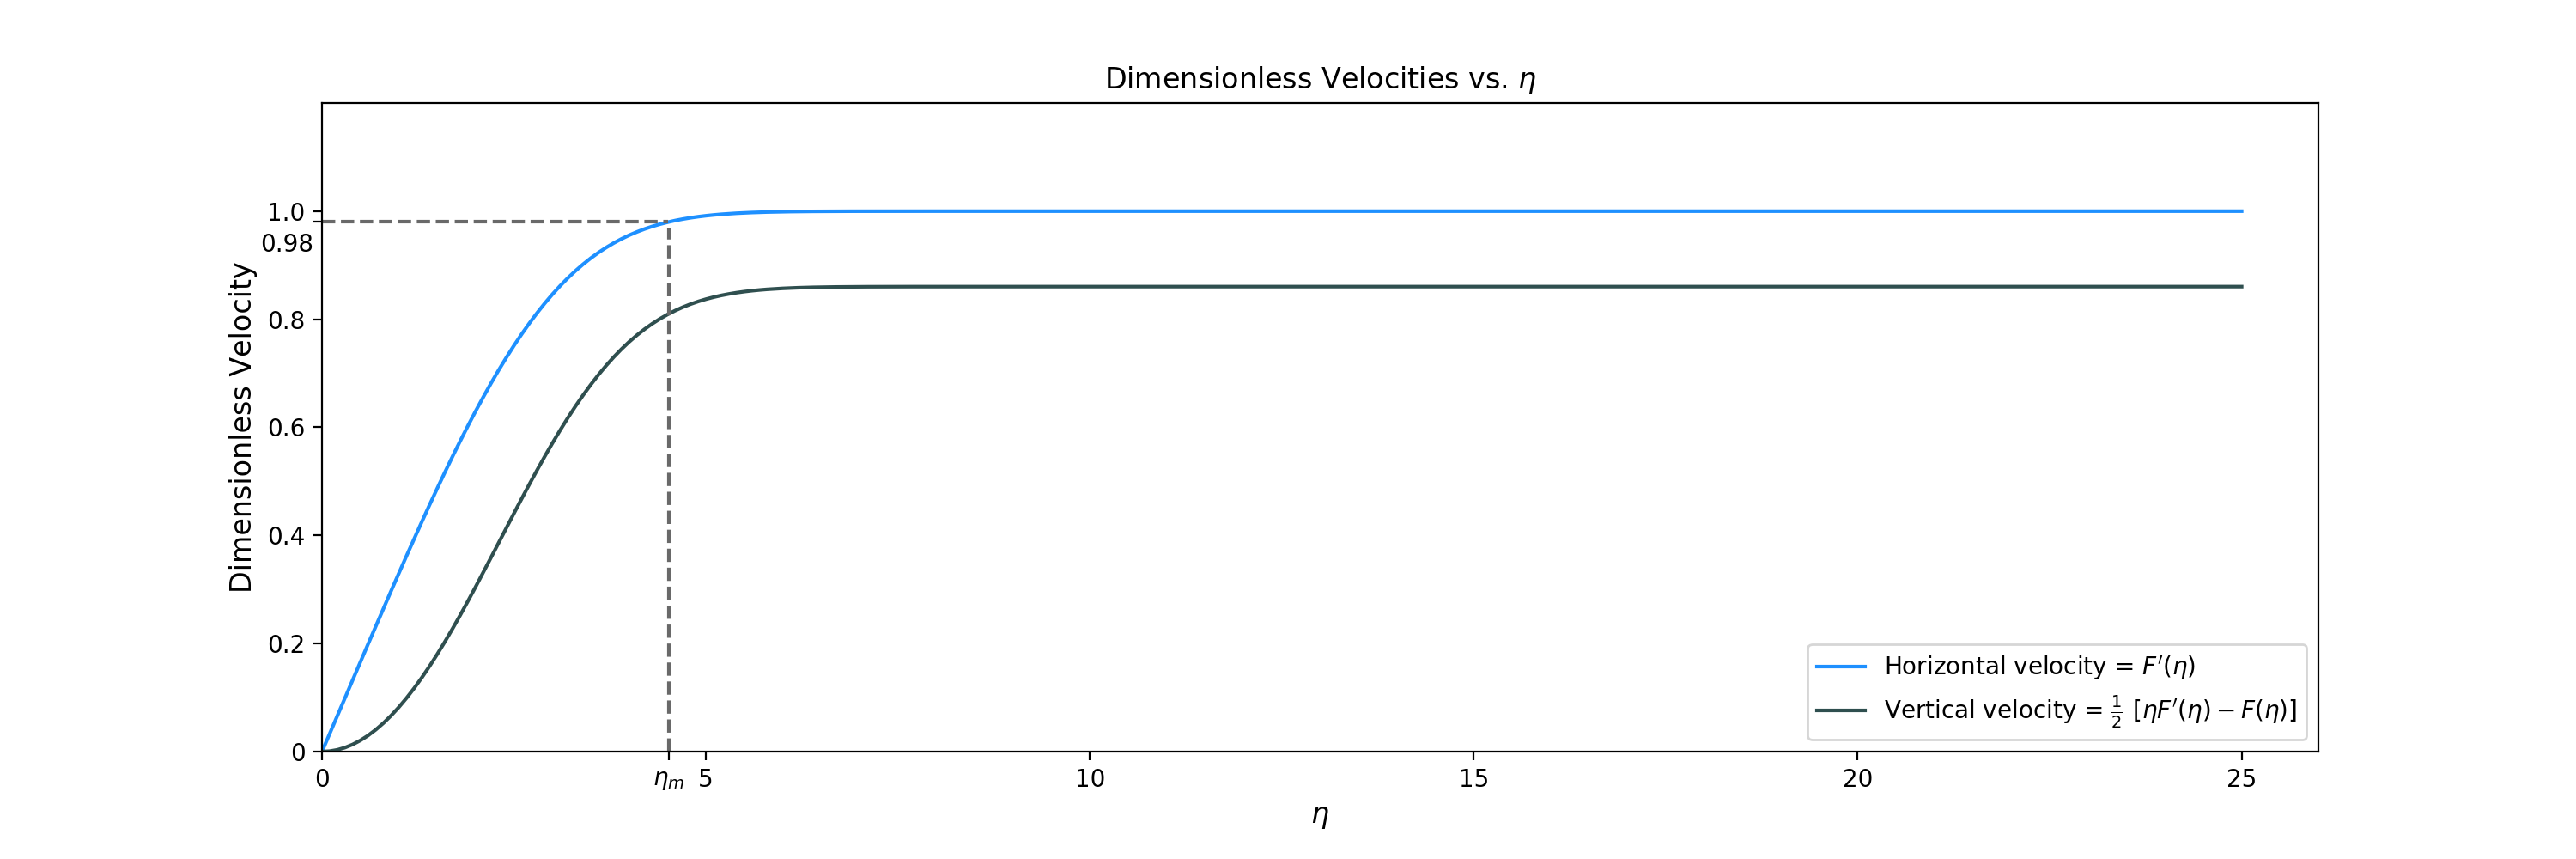 Dimensionless Velocities vs. η
Dimensionless Velocity
1.0
0.98
0.8
0.6
0.4
0.2
0
0 ηₘ 5 10 15 20 25
η
Horizontal velocity = F′(η)
Vertical velocity = ½ [ηF′(η) − F(η)]